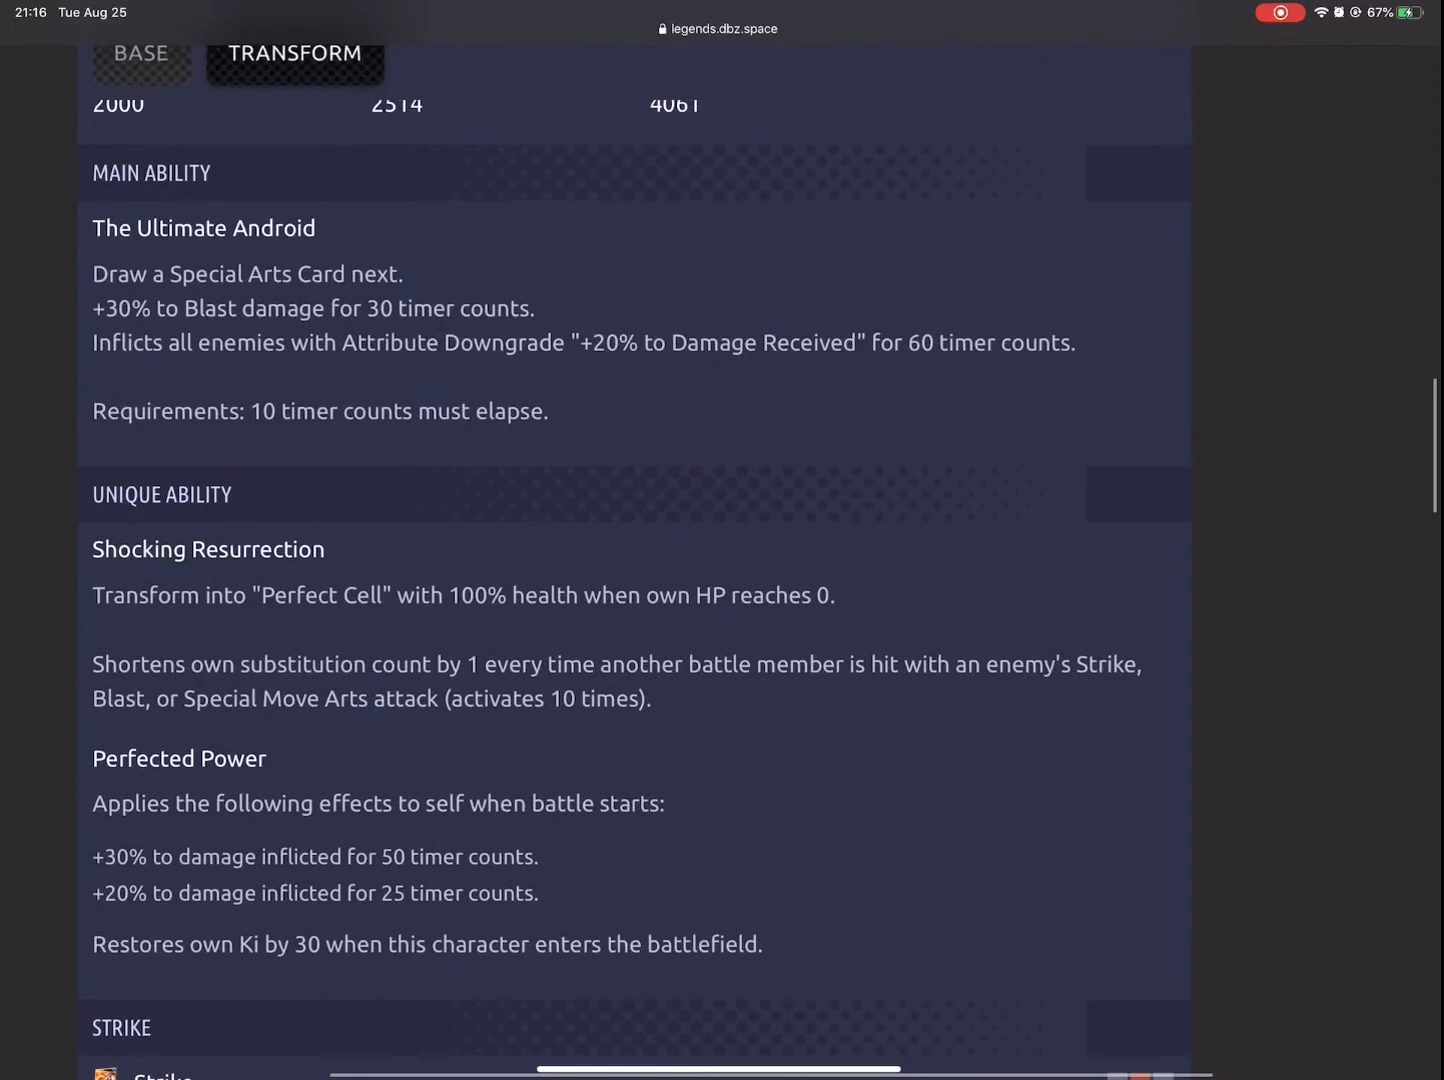 21:16 Tue Aug 25
67%
legends.dbz.space
BASE TRANSFORM
2000 2514 4061
MAIN ABILITY
The Ultimate Android
Draw a Special Arts Card next.
+30% to Blast damage for 30 timer counts.
Inflicts all enemies with Attribute Downgrade "+20% to Damage Received" for 60 timer counts.
Requirements: 10 timer counts must elapse.
UNIQUE ABILITY
Shocking Resurrection
Transform into "Perfect Cell" with 100% health when own HP reaches 0.
Shortens own substitution count by 1 every time another battle member is hit with an enemy's Strike,
Blast, or Special Move Arts attack (activates 10 times).
Perfected Power
Applies the following effects to self when battle starts:
+30% to damage inflicted for 50 timer counts.
+20% to damage inflicted for 25 timer counts.
Restores own Ki by 30 when this character enters the battlefield.
STRIKE
Strike